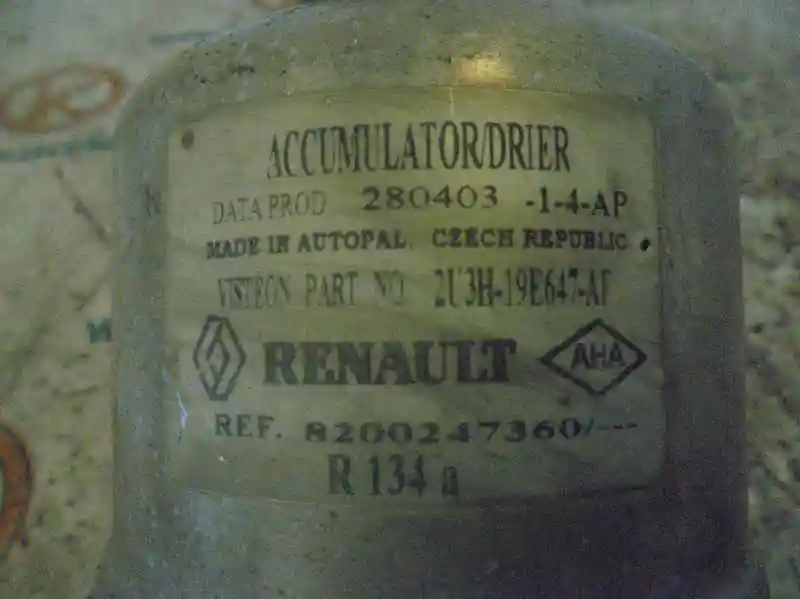 ACCUMULATOR/DRIER
DATA PROD 280403 -1-4-AP
MADE IN AUTOPAL. CZECH REPUBLIC.
VISTEON PART NO 2U3H-19E647-AF
RENAULT AHA
REF. 8200247360/---
R 134 a